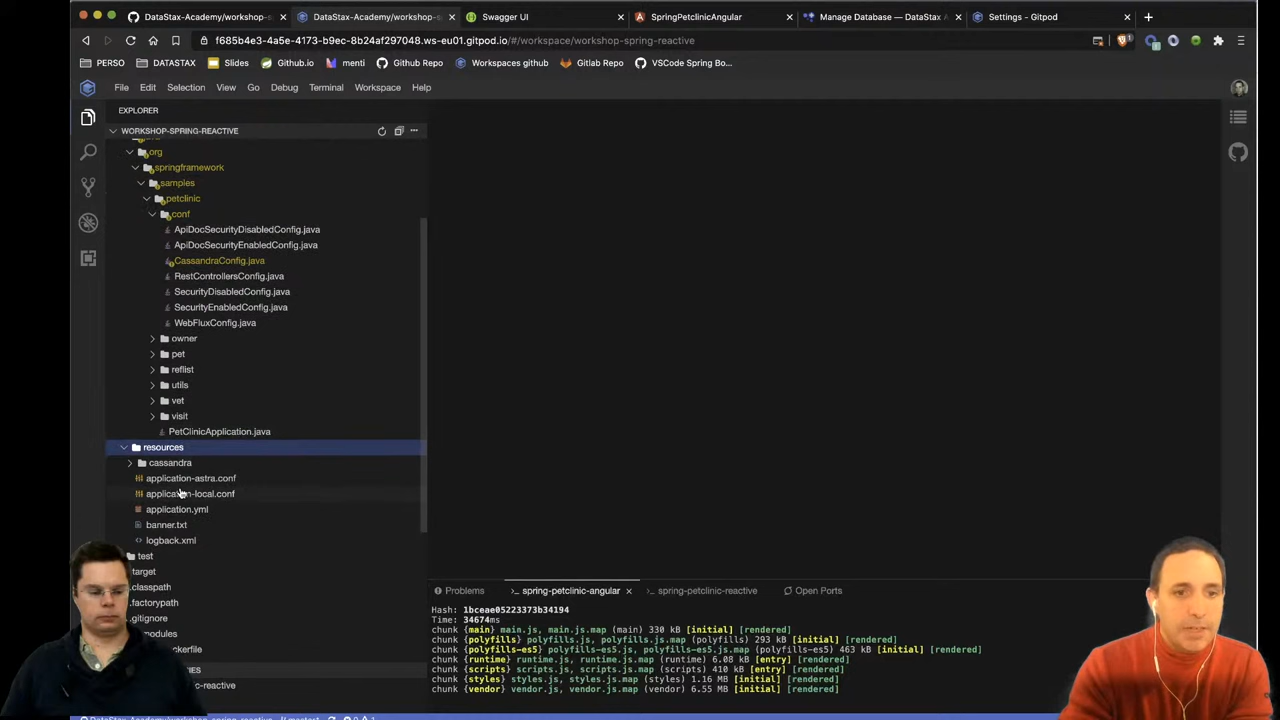 DataStax-Academy/workshop-s
DataStax-Academy/workshop-s
Swagger UI
SpringPetclinicAngular
Manage Database — DataStax A
Settings - Gitpod
f685b4e3-4a5e-4173-b9ec-8b24af297048.ws-eu01.gitpod.io/#/workspace/workshop-spring-reactive
PERSO
DATASTAX
Slides
Github.io
menti
Github Repo
Workspaces github
Gitlab Repo
VSCode Spring Bo...
File Edit Selection View Go Debug Terminal Workspace Help
EXPLORER
WORKSHOP-SPRING-REACTIVE
org
springframework
samples
petclinic
conf
ApiDocSecurityDisabledConfig.java
ApiDocSecurityEnabledConfig.java
CassandraConfig.java
RestControllersConfig.java
SecurityDisabledConfig.java
SecurityEnabledConfig.java
WebFluxConfig.java
owner
pet
reflist
utils
vet
visit
PetClinicApplication.java
resources
cassandra
application-astra.conf
application-local.conf
application.yml
banner.txt
logback.xml
test
target
.classpath
.factorypath
.gitignore
Problems
>_ spring-petclinic-angular
>_ spring-petclinic-reactive
Open Ports
Hash: 1bceae05223373b34194
Time: 34674ms
chunk {main} main.js, main.js.map (main) 330 kB [initial] [rendered]
chunk {polyfills} polyfills.js, polyfills.js.map (polyfills) 293 kB [initial] [rendered]
chunk {polyfills-es5} polyfills-es5.js, polyfills-es5.js.map (polyfills-es5) 463 kB [initial] [rendered]
chunk {runtime} runtime.js, runtime.js.map (runtime) 6.08 kB [entry] [rendered]
chunk {scripts} scripts.js, scripts.js.map (scripts) 410 kB [entry] [rendered]
chunk {styles} styles.js, styles.js.map (styles) 1.16 MB [initial] [rendered]
chunk {vendor} vendor.js, vendor.js.map (vendor) 6.55 MB [initial] [rendered]